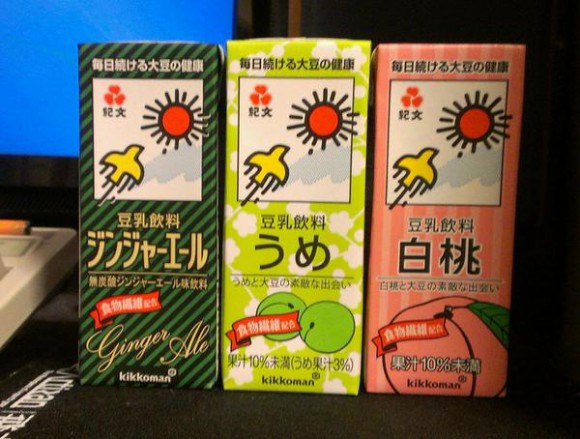 毎日続ける大豆の健康
紀文
豆乳飲料
ジンジャーエール
無炭酸ジンジャーエール味飲料
食物繊維配合
Ginger Ale
kikkoman®
毎日続ける大豆の健康
紀文
豆乳飲料
うめ
うめと大豆の素敵な出会い
食物繊維配合
果汁10%未満(うめ果汁3%)
kikkoman®
毎日続ける大豆の健康
紀文
豆乳飲料
白桃
白桃と大豆の素敵な出会い
食物繊維配合
果汁10%未満
kikkoman®